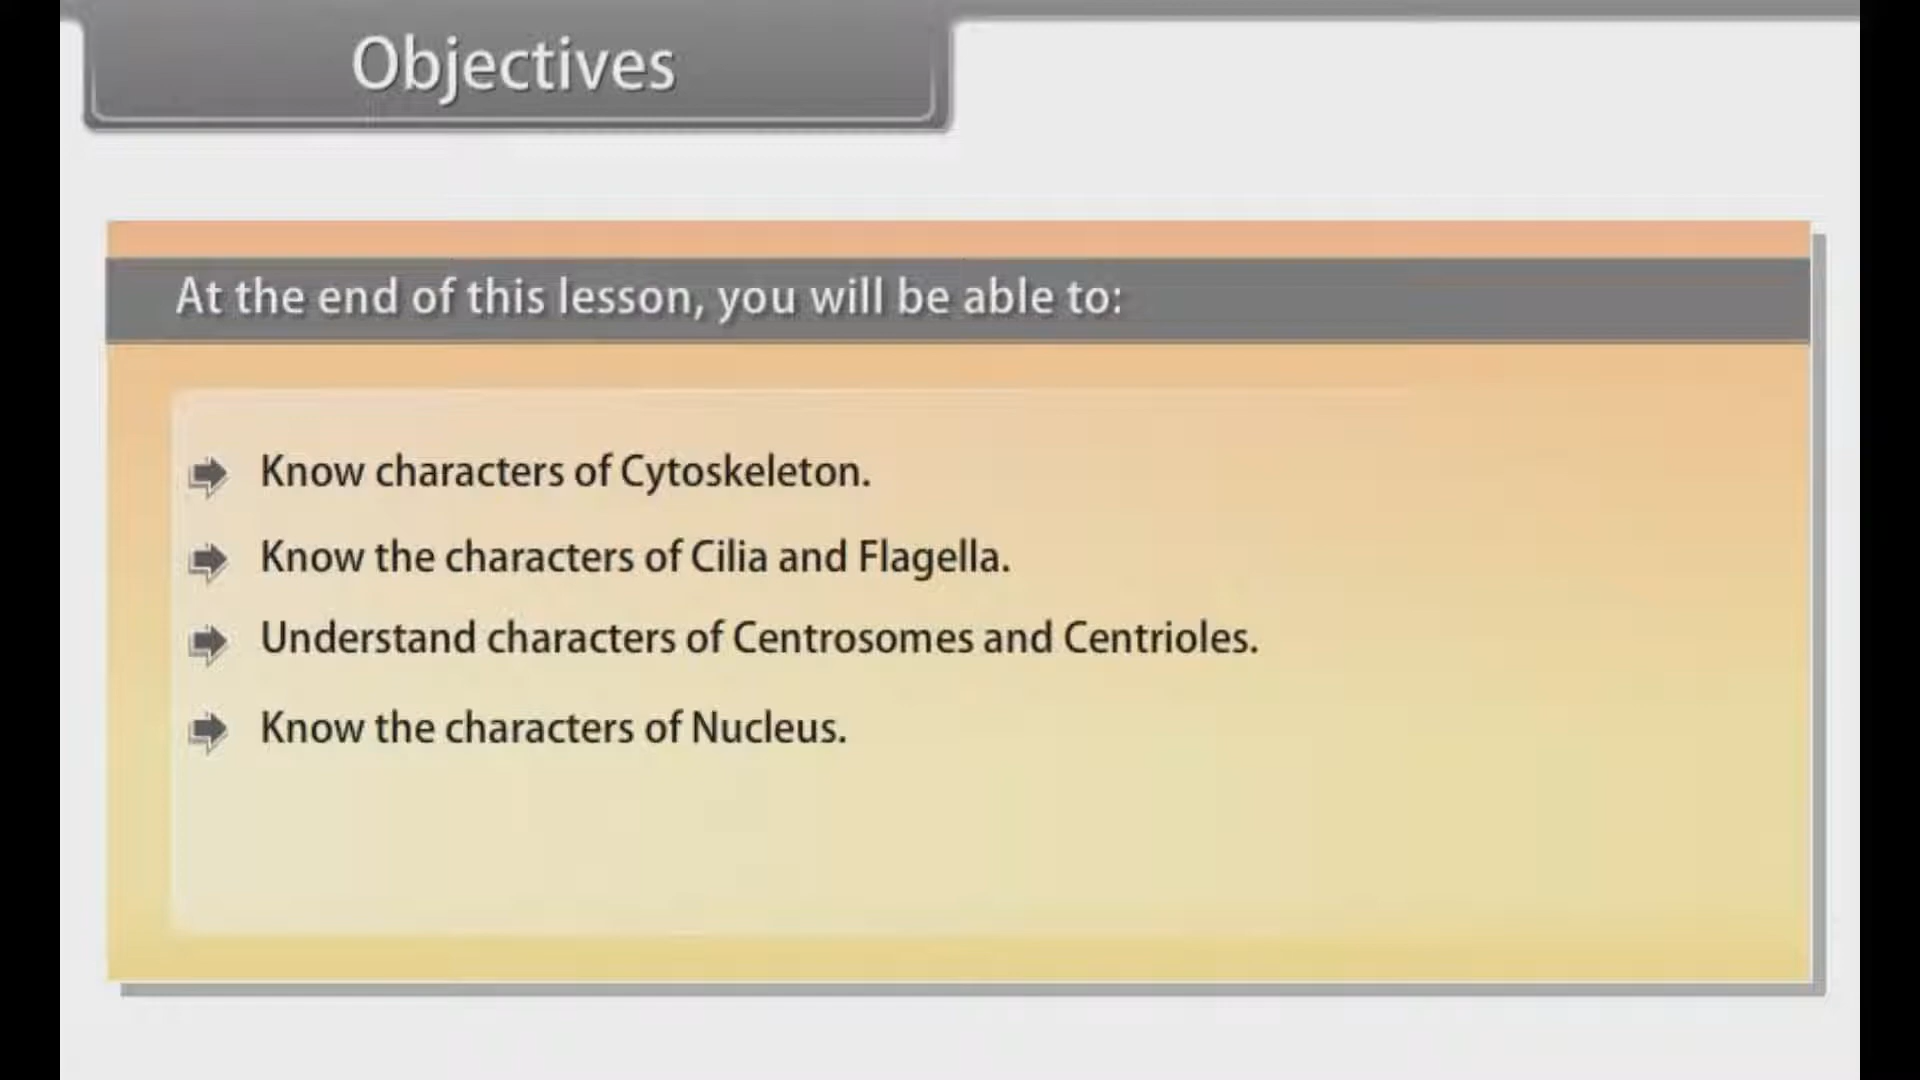 Objectives
At the end of this lesson, you will be able to:
Know characters of Cytoskeleton.
Know the characters of Cilia and Flagella.
Understand characters of Centrosomes and Centrioles.
Know the characters of Nucleus.